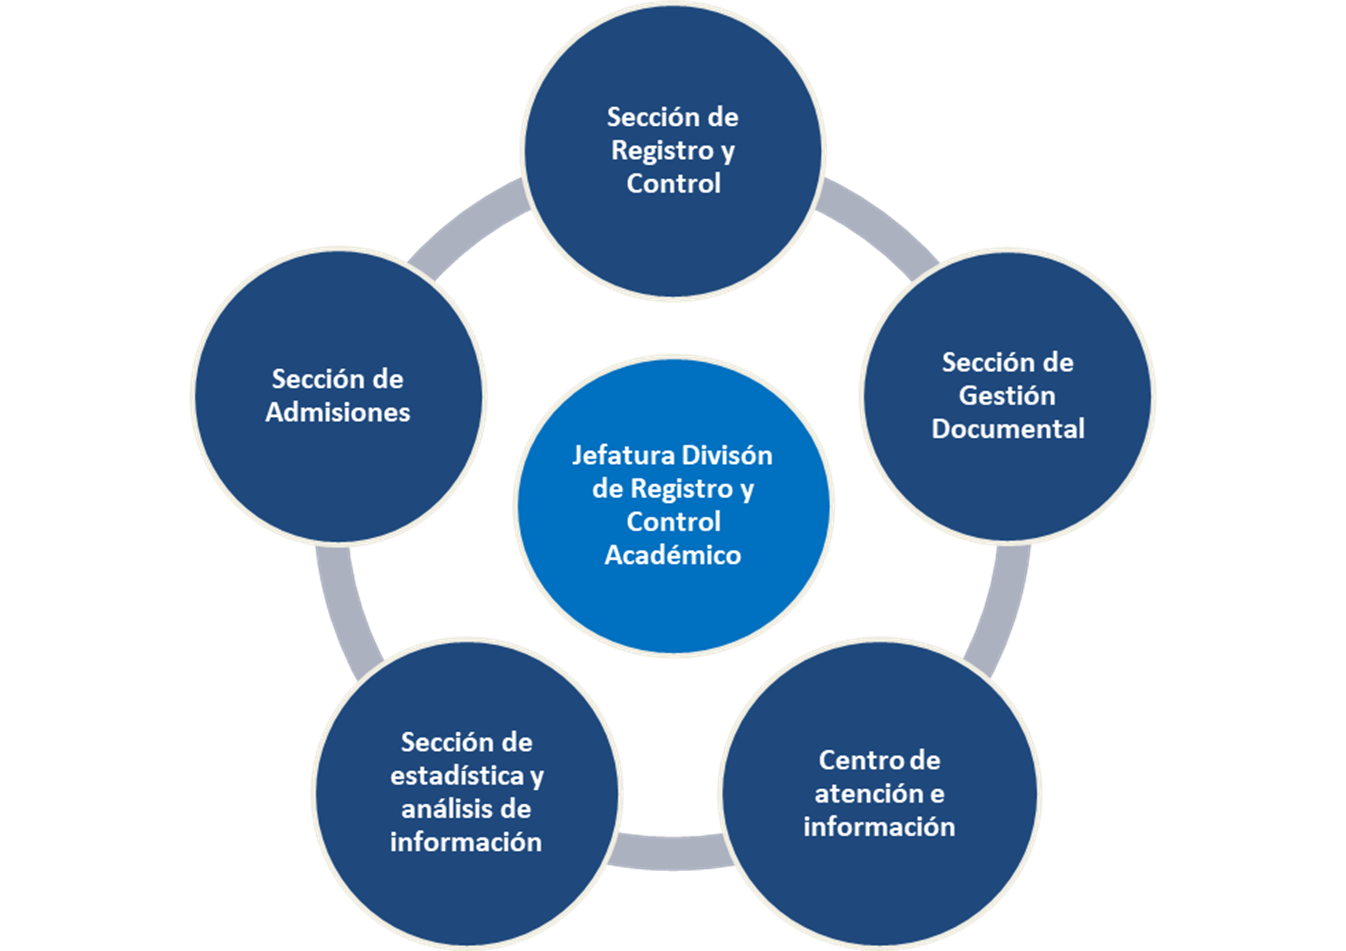 Sección de
Registro y
Control
Sección de
Admisiones
Sección de
Gestión
Documental
Jefatura Divisón
de Registro y
Control
Académico
Sección de
estadística y
análisis de
información
Centro de
atención e
información